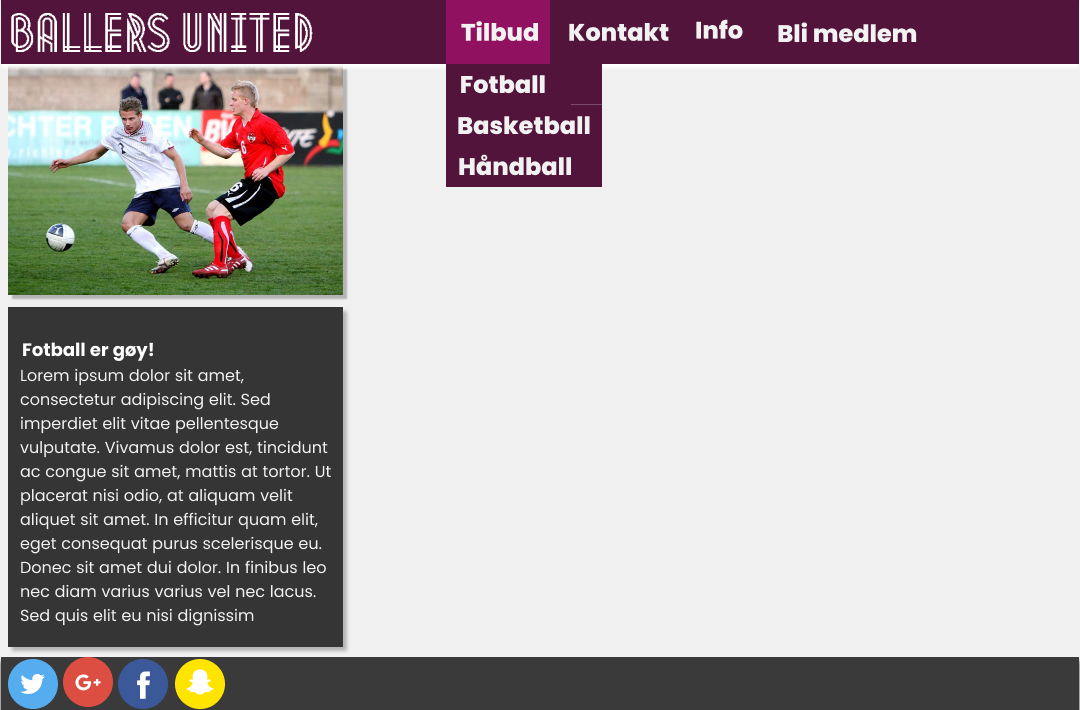 BALLERS UNITED
Tilbud Kontakt Info Bli medlem
Fotball
Basketball
Håndball
2
6
6
Fotball er gøy!
Lorem ipsum dolor sit amet,
consectetur adipiscing elit. Sed
imperdiet elit vitae pellentesque
vulputate. Vivamus dolor est, tincidunt
ac congue sit amet, mattis at tortor. Ut
placerat nisi odio, at aliquam velit
aliquet sit amet. In efficitur quam elit,
eget consequat purus scelerisque eu.
Donec sit amet dui dolor. In finibus leo
nec diam varius varius vel nec lacus.
Sed quis elit eu nisi dignissim
G+
f